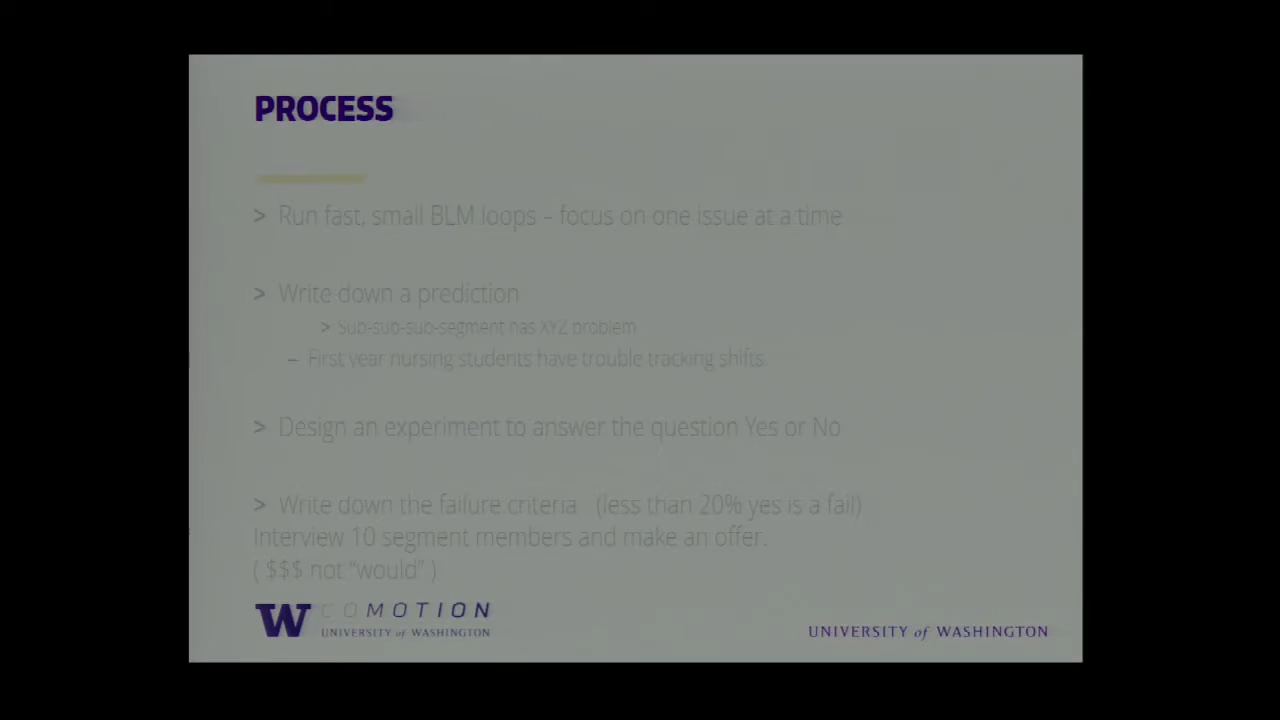 PROCESS
> Run fast, small BLM loops – focus on one issue at a time
> Write down a prediction
> Sub-sub-sub-segment has XYZ problem
– First year nursing students have trouble tracking shifts
> Design an experiment to answer the question Yes or No
> Write down the failure criteria (less than 20% yes is a fail)
Interview 10 segment members and make an offer.
( $$$ not “would” )
W COMOTION
UNIVERSITY of WASHINGTON
UNIVERSITY of WASHINGTON